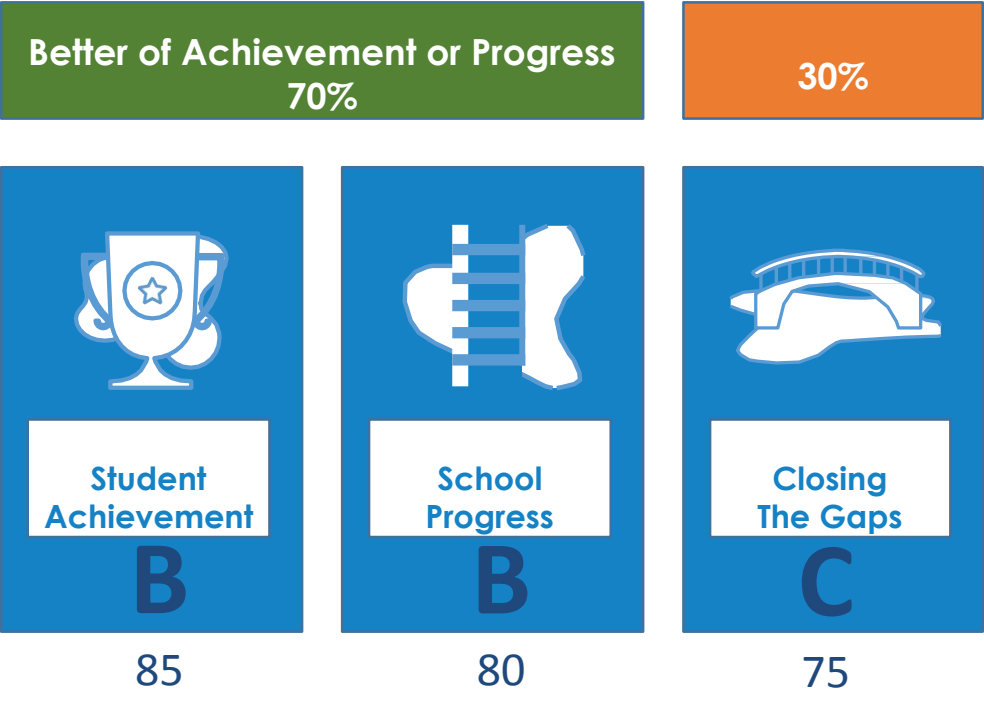 Better of Achievement or Progress
70%
30%
Student
Achievement
B
85
School
Progress
B
80
Closing
The Gaps
C
75